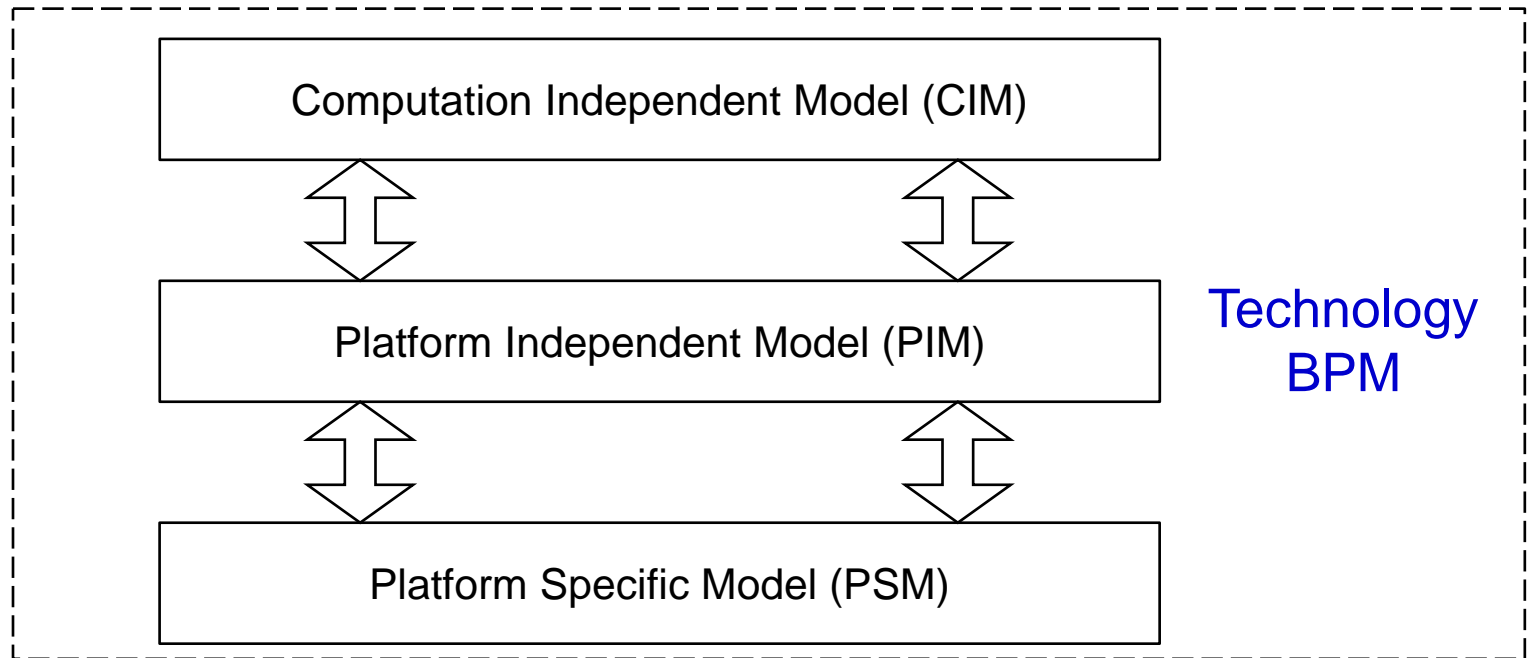 Computation Independent Model (CIM)
Platform Independent Model (PIM)
Technology
BPM
Platform Specific Model (PSM)